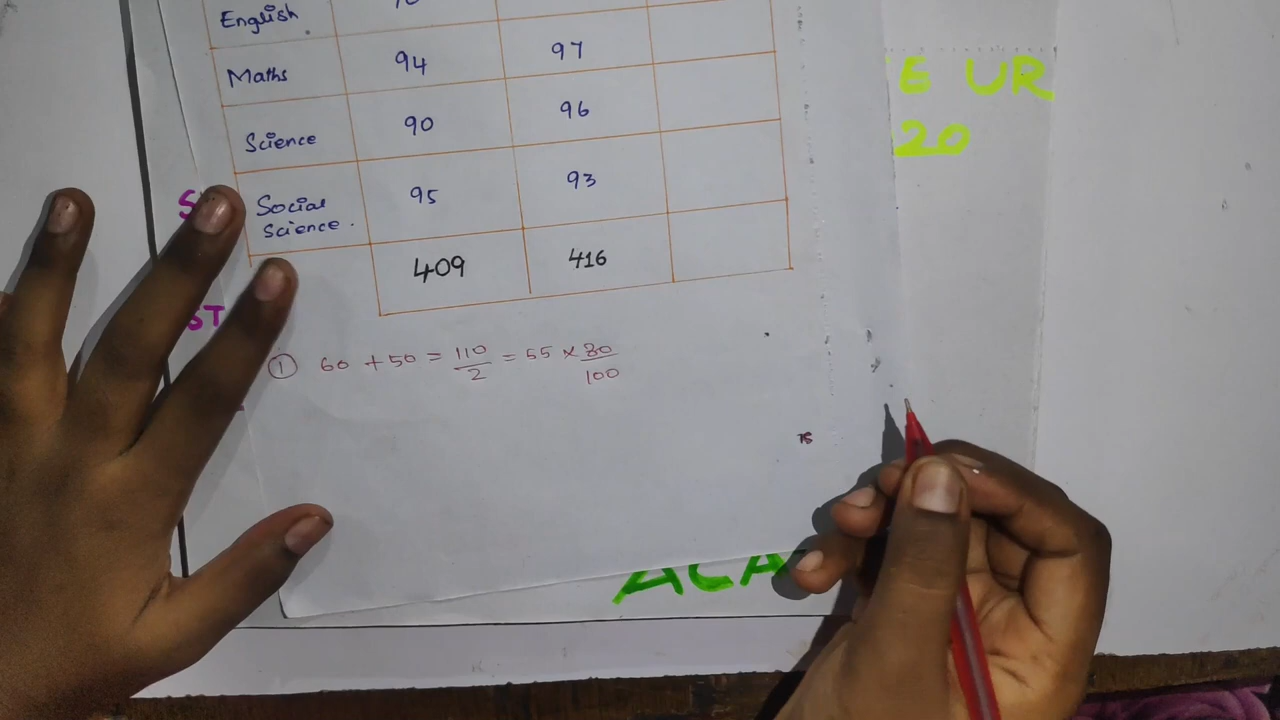 English
Maths 94 97
Science 90 96
Social Science. 95 93
409 416
E UR
20
ST
① 60 + 50 = 110/2 = 55 × 80/100
ACA